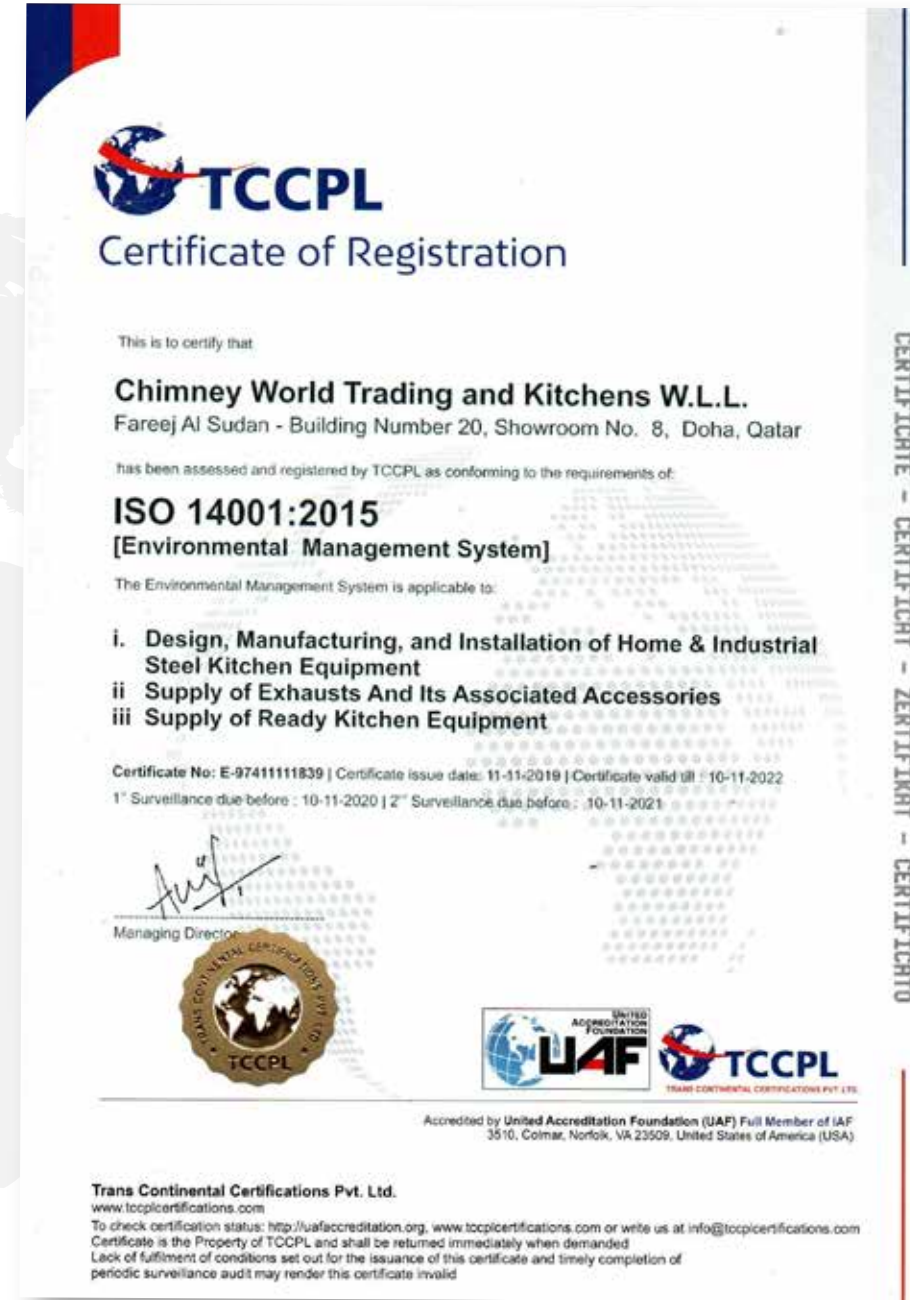 TCCPL
Certificate of Registration
This is to certify that
Chimney World Trading and Kitchens W.L.L.
Fareej Al Sudan - Building Number 20, Showroom No. 8, Doha, Qatar
has been assessed and registered by TCCPL as conforming to the requirements of:
ISO 14001:2015
[Environmental Management System]
The Environmental Management System is applicable to:
i. Design, Manufacturing, and Installation of Home & Industrial
Steel Kitchen Equipment
ii Supply of Exhausts And Its Associated Accessories
iii Supply of Ready Kitchen Equipment
Certificate No: E-97411111839 | Certificate issue date: 11-11-2019 | Certificate valid till : 10-11-2022
1st Surveillance due before : 10-11-2020 | 2nd Surveillance due before : 10-11-2021
Managing Director
TRANS CONTINENTAL CERTIFICATIONS PVT LTD
TCCPL
UNITED
ACCREDITATION
FOUNDATION
UAF
TCCPL
TRANS CONTINENTAL CERTIFICATIONS PVT LTD
Accredited by United Accreditation Foundation (UAF) Full Member of IAF
3510, Colmar, Norfolk, VA 23509, United States of America (USA)
Trans Continental Certifications Pvt. Ltd.
www.tccplcertifications.com
To check certification status: http://uafaccreditation.org, www.tccplcertifications.com or write us at info@tccplcertifications.com
Certificate is the Property of TCCPL and shall be returned immediately when demanded
Lack of fulfilment of conditions set out for the issuance of this certificate and timely completion of
periodic surveillance audit may render this certificate invalid
CERTIFICATE - CERTIFICAT - ZERTIFIKAT - CERTIFICATO